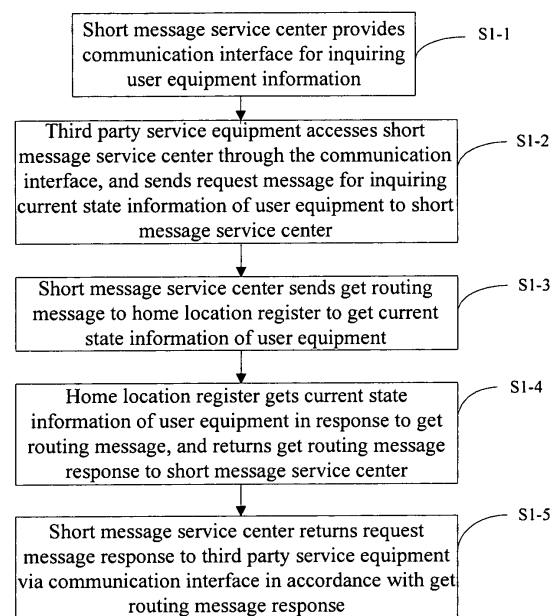 Short message service center provides
communication interface for inquiring
user equipment information
S1-1
Third party service equipment accesses short
message service center through the communication
interface, and sends request message for inquiring
current state information of user equipment to short
message service center
S1-2
Short message service center sends get routing
message to home location register to get current
state information of user equipment
S1-3
Home location register gets current state
information of user equipment in response to get
routing message, and returns get routing message
response to short message service center
S1-4
Short message service center returns request
message response to third party service equipment
via communication interface in accordance with get
routing message response
S1-5